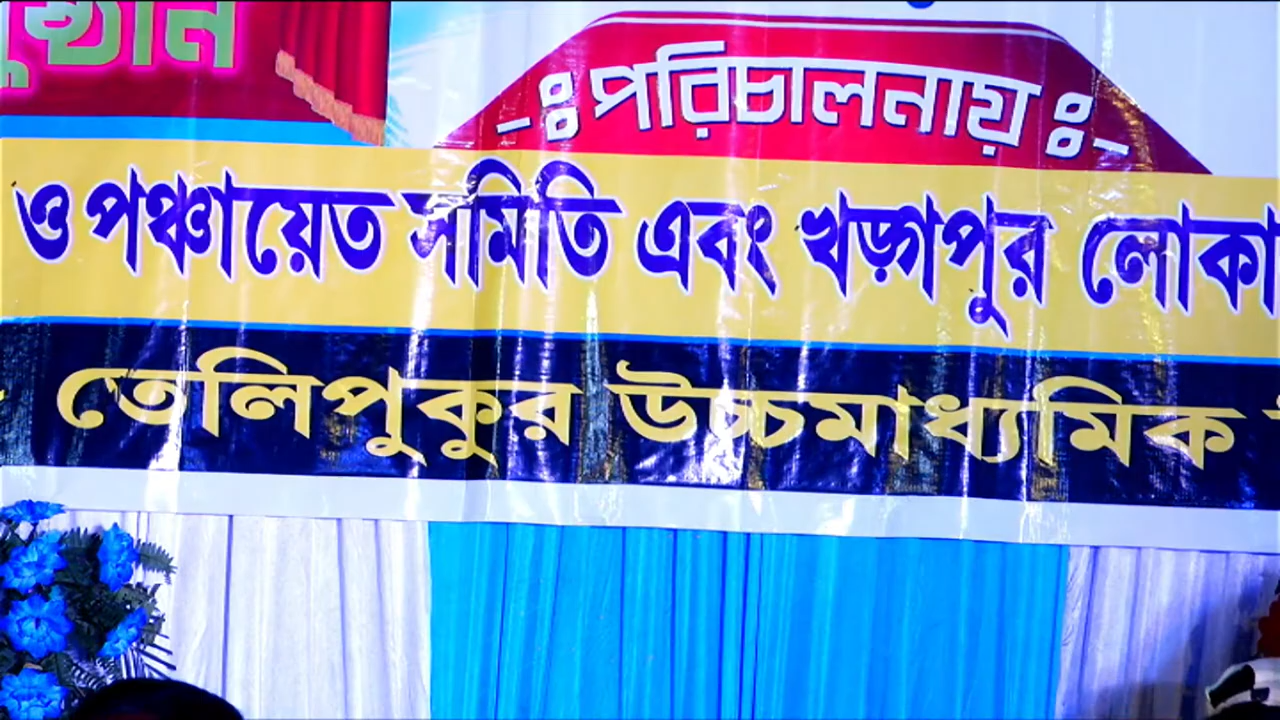 -ঃপরিচালনায়ঃ-
ও পঞ্চায়েত সমিতি এবং খড়্গপুর
তেলিপুকুর উচ্চমাধ্যমিক